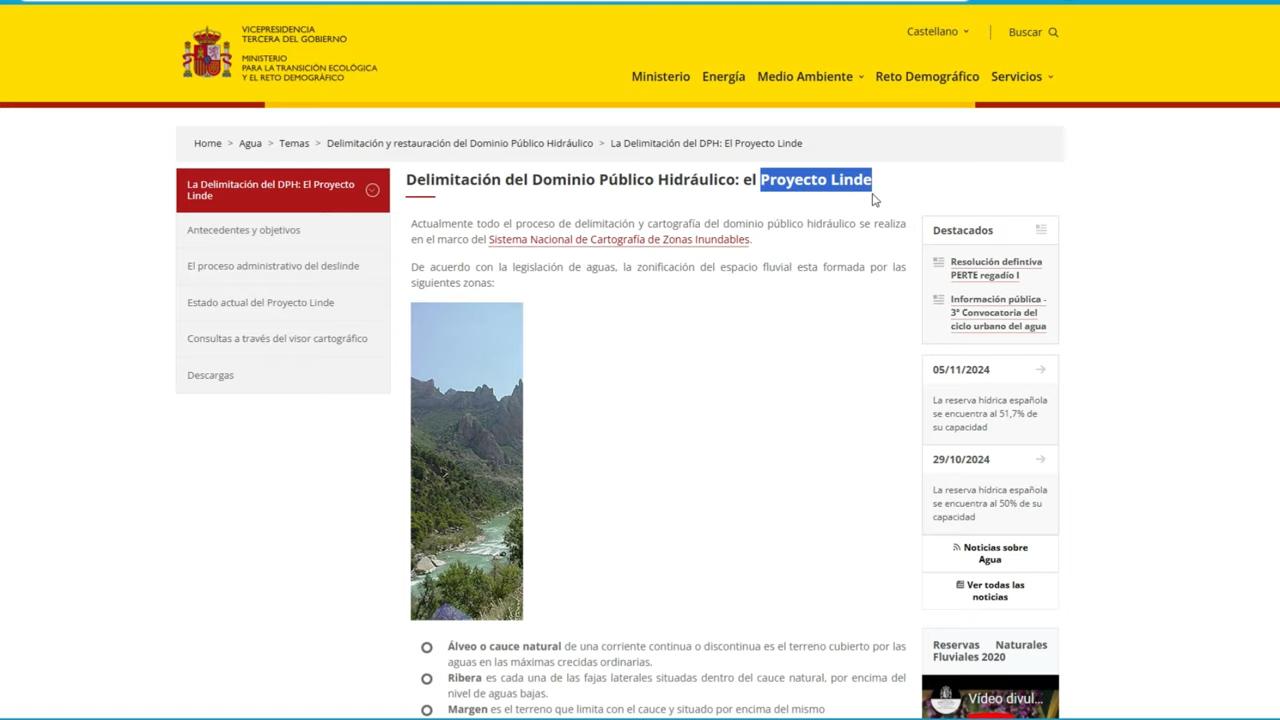 VICEPRESIDENCIA
TERCERA DEL GOBIERNO
MINISTERIO
PARA LA TRANSICIÓN ECOLÓGICA
Y EL RETO DEMOGRÁFICO
Castellano
Buscar
Ministerio Energía Medio Ambiente Reto Demográfico Servicios
Home > Agua > Temas > Delimitación y restauración del Dominio Público Hidráulico > La Delimitación del DPH: El Proyecto Linde
La Delimitación del DPH: El Proyecto
Linde
Antecedentes y objetivos
El proceso administrativo del deslinde
Estado actual del Proyecto Linde
Consultas a través del visor cartográfico
Descargas
Delimitación del Dominio Público Hidráulico: el Proyecto Linde
Actualmente todo el proceso de delimitación y cartografía del dominio público hidráulico se realiza
en el marco del Sistema Nacional de Cartografía de Zonas Inundables.
De acuerdo con la legislación de aguas, la zonificación del espacio fluvial esta formada por las
siguientes zonas:
Álveo o cauce natural de una corriente continua o discontinua es el terreno cubierto por las
aguas en las máximas crecidas ordinarias.
Ribera es cada una de las fajas laterales situadas dentro del cauce natural, por encima del
nivel de aguas bajas.
Margen es el terreno que limita con el cauce y situado por encima del mismo
Destacados
Resolución defintiva
PERTE regadío I
Información pública -
3ª Convocatoria del
ciclo urbano del agua
05/11/2024
La reserva hídrica española
se encuentra al 51,7% de
su capacidad
29/10/2024
La reserva hídrica española
se encuentra al 50% de su
capacidad
Noticias sobre
Agua
Ver todas las
noticias
Reservas Naturales
Fluviales 2020
Vídeo divul...